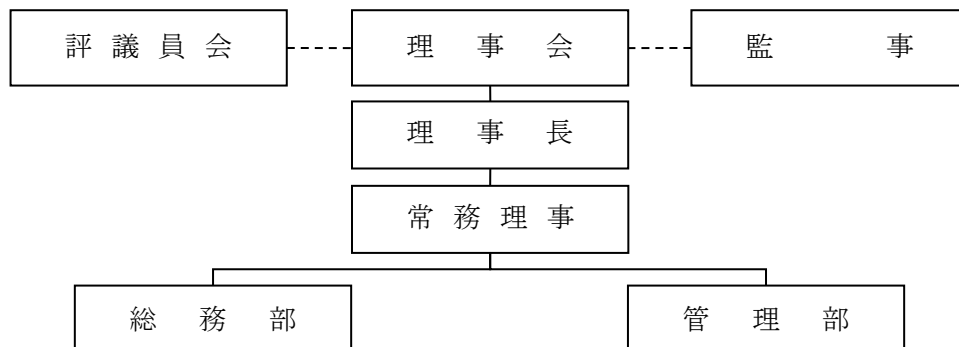 評議員会 理事会 監事
理事長
常務理事
総務部 管理部